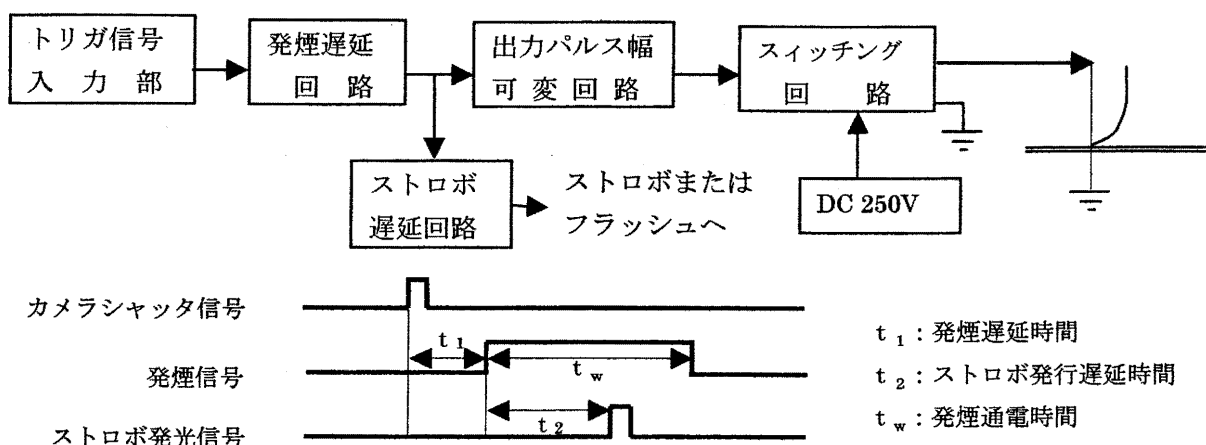 トリガ信号
入力部
発煙遅延
回路
出力パルス幅
可変回路
スィッチング
回路
ストロボ
遅延回路
ストロボまたは
フラッシュへ
DC 250V
カメラシャッタ信号
t₁
t₁：発煙遅延時間
発煙信号
t_w
t₂：ストロボ発行遅延時間
ストロボ発光信号
t₂
t_w：発煙通電時間